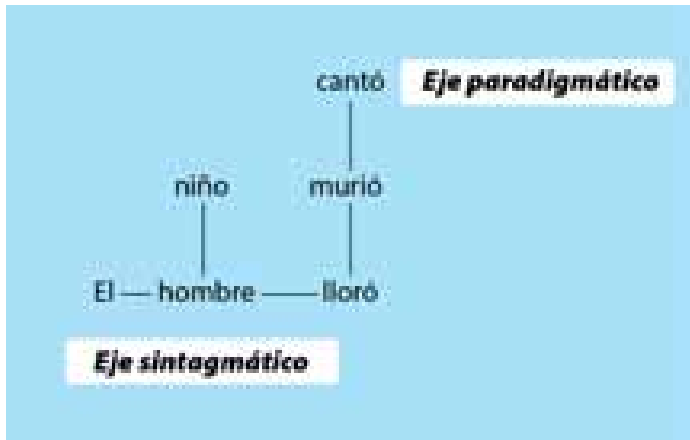 cantó Eje paradigmático
niño murió
El hombre lloró
Eje sintagmático